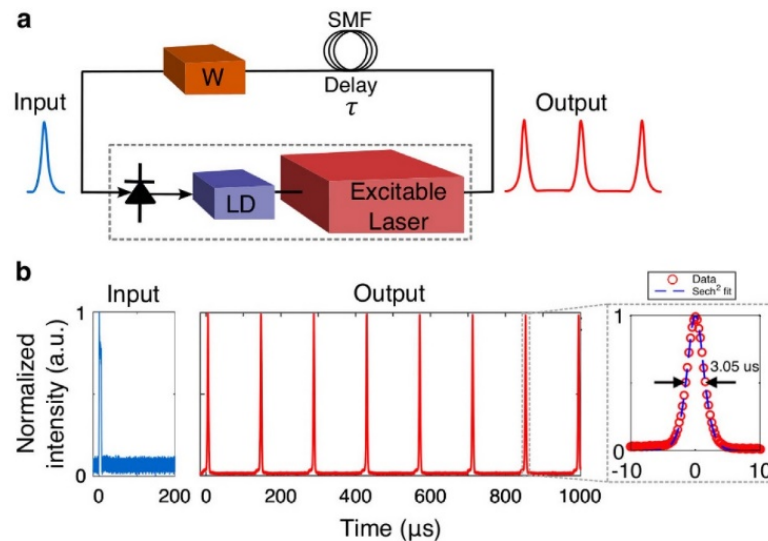 a
SMF
W
Delay
τ
Input
Output
LD
Excitable
Laser
b
Input
Output
Data
Sech² fit
Normalized
intensity (a.u.)
1
0
0
200
0
200
400
600
800
1000
1
0
3.05 us
-10
0
10
Time (μs)